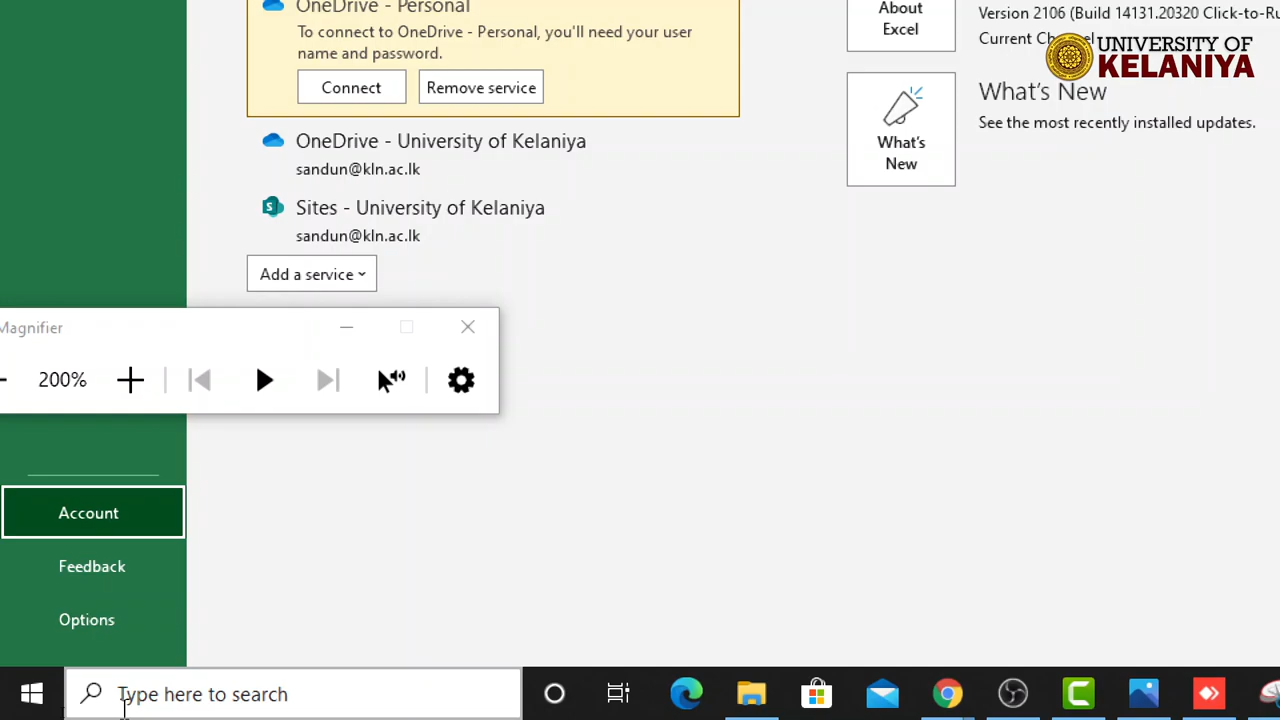 OneDrive - Personal
To connect to OneDrive - Personal, you'll need your user
name and password.
Connect
Remove service
OneDrive - University of Kelaniya
sandun@kln.ac.lk
Sites - University of Kelaniya
sandun@kln.ac.lk
Add a service
About
Excel
Version 2106 (Build 14131.20320 Click-to-Ru
Current Channel
UNIVERSITY OF
KELANIYA
What's
New
What's New
See the most recently installed updates.
Magnifier
200%
Account
Feedback
Options
Type here to search